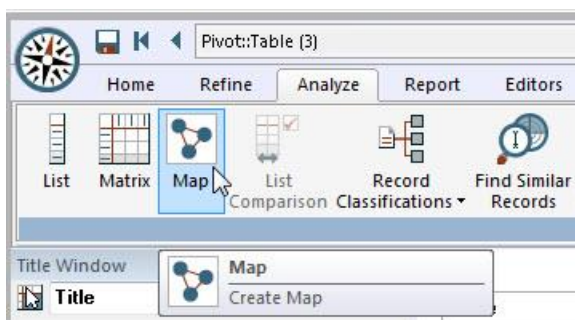 Pivot::Table (3)
Home Refine Analyze Report Editors
List Matrix Map List Comparison Record Classifications Find Similar Records
Title Window
Title
Map
Create Map